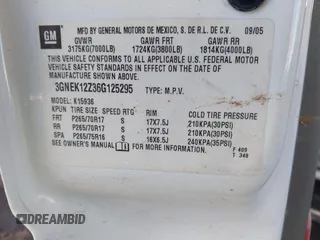 GM
MFD BY GENERAL MOTORS DE MEXICO, S. DE R.L. DE C.V. 09/05
GVWR GAWR FRT GAWR RR
3175KG(7000LB) 1724KG(3800LB) 1814KG(4000LB)
THIS VEHICLE CONFORMS TO ALL APPLICABLE U.S. FEDERAL MOTOR
VEHICLE SAFETY STANDARDS IN EFFECT ON THE DATE OF
MANUFACTURE SHOWN ABOVE.
3GNEK12Z36G125295 TYPE: M.P.V.
MODEL: K15936
KPUN TIRE SIZE SPEED RTG RIM COLD TIRE PRESSURE
FRT P265/70R17 S 17X7.5J 210KPA(30PSI)
RR P265/70R17 S 17X7.5J 210KPA(30PSI)
SPA P265/75R16 S 16X6.5J 240KPA(35PSI)
SEE OWNER'S MANUAL
F 409
T 349
DREAMBID